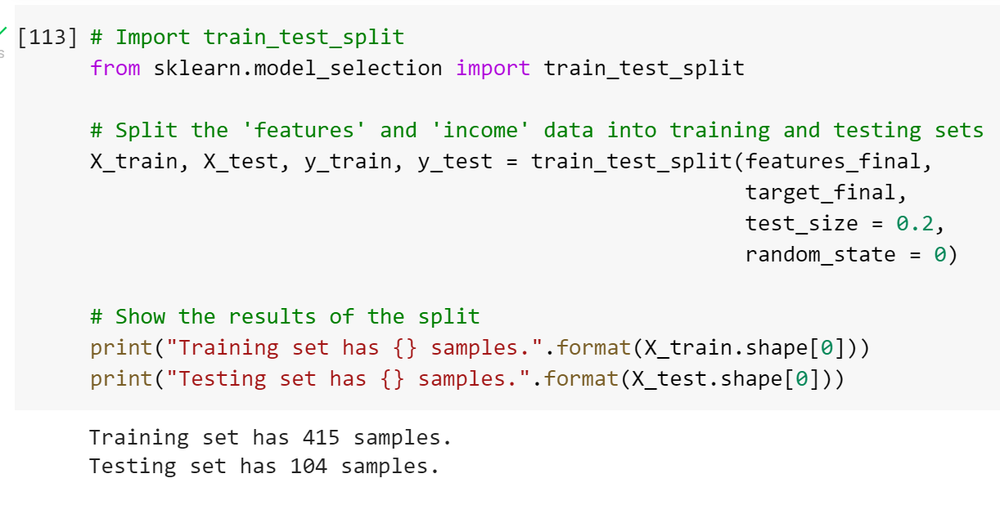 [113] # Import train_test_split
from sklearn.model_selection import train_test_split
# Split the 'features' and 'income' data into training and testing sets
X_train, X_test, y_train, y_test = train_test_split(features_final,
target_final,
test_size = 0.2,
random_state = 0)
# Show the results of the split
print("Training set has {} samples.".format(X_train.shape[0]))
print("Testing set has {} samples.".format(X_test.shape[0]))
Training set has 415 samples.
Testing set has 104 samples.